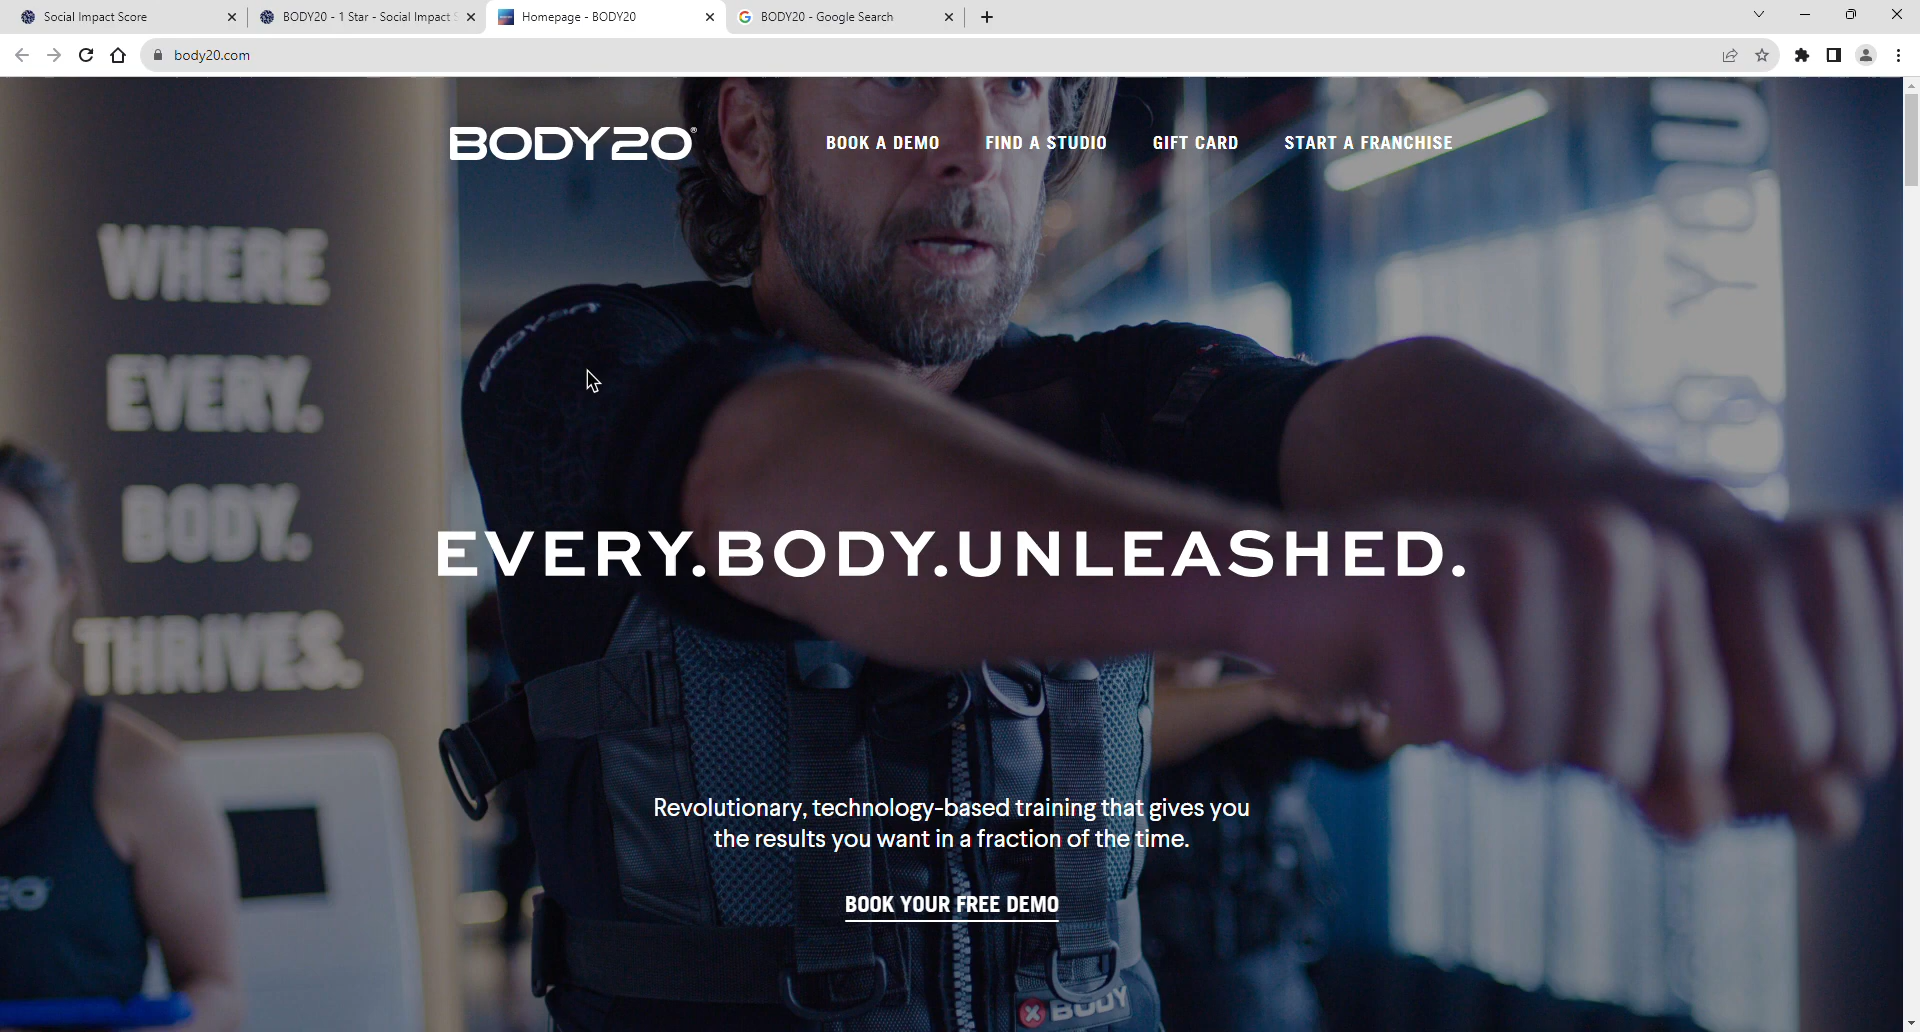 Social Impact Score
BODY20 - 1 Star - Social Impact S
Homepage - BODY20
BODY20 - Google Search
body20.com
BODY20®
BOOK A DEMO
FIND A STUDIO
GIFT CARD
START A FRANCHISE
WHERE
EVERY.
BODY.
THRIVES.
EVERY.BODY.UNLEASHED.
Revolutionary, technology-based training that gives you
the results you want in a fraction of the time.
BOOK YOUR FREE DEMO
BODY